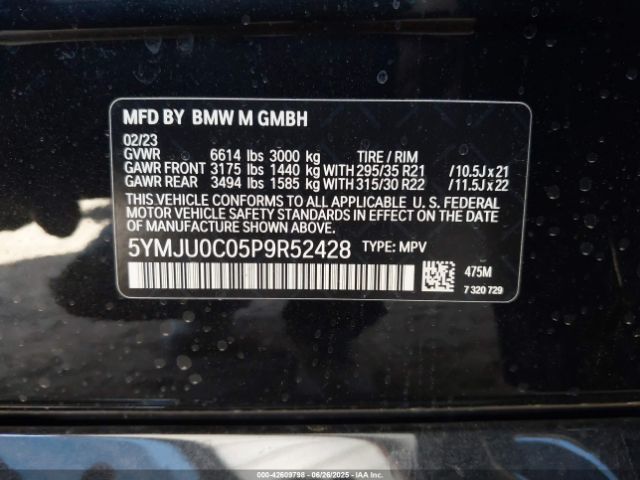 MFD BY BMW M GMBH
02/23
GVWR 6614 lbs 3000 kg TIRE / RIM
GAWR FRONT 3175 lbs 1440 kg WITH 295/35 R21 /10.5J x 21
GAWR REAR 3494 lbs 1585 kg WITH 315/30 R22 /11.5J x 22
THIS VEHICLE CONFORMS TO ALL APPLICABLE U. S. FEDERAL
MOTOR VEHICLE SAFETY STANDARDS IN EFFECT ON THE DATE
OF MANUFACTURE SHOWN ABOVE.
5YMJU0C05P9R52428 TYPE: MPV
475M
7 320 729
000-42609798 - 06/26/2025 - IAA Inc.